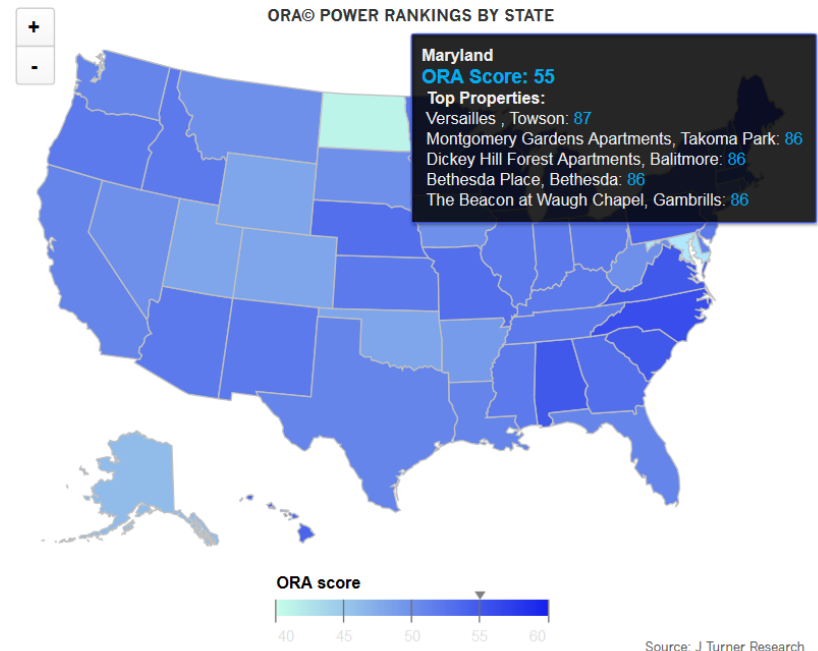 ORA© POWER RANKINGS BY STATE
+
-
Maryland
ORA Score: 55
Top Properties:
Versailles , Towson: 87
Montgomery Gardens Apartments, Takoma Park: 86
Dickey Hill Forest Apartments, Balitmore: 86
Bethesda Place, Bethesda: 86
The Beacon at Waugh Chapel, Gambrills: 86
ORA score
40 45 50 55 60
Source: J Turner Research